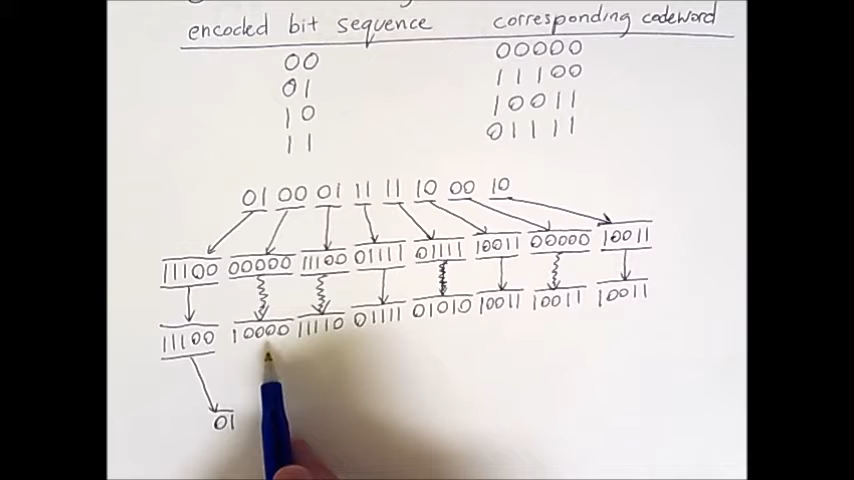 encoded bit sequence corresponding codeword
00 00000
01 11100
10 10011
11 01111
01 00 01 11 11 10 00 10
11100 00000 11100 01111 01111 10011 00000 10011
11100 10000 11110 01111 01010 10011 10011 10011
01